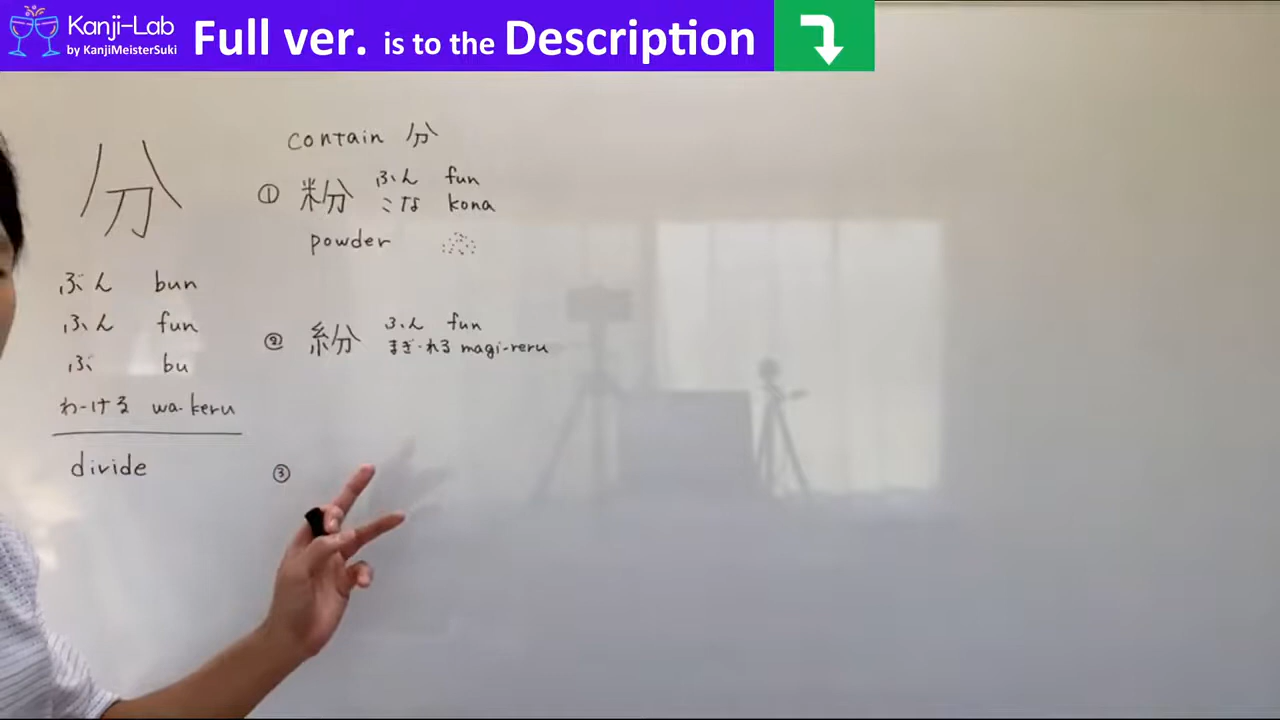 Kanji-Lab
by KanjiMeisterSuki
Full ver. is to the Description
分
ぶん bun
ふん fun
ぶ bu
わ-ける wa-keru
divide
contain 分
① 粉 ふん fun
こな kona
powder
② 紛 ふん fun
まぎ-れる magi-reru
③